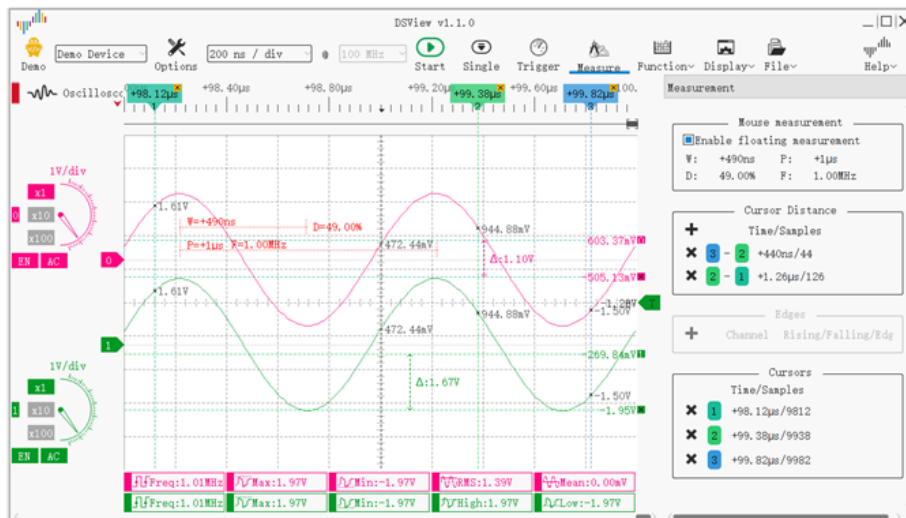 DSView v1.1.0
Demo
Demo Device
Options
200 ns / div
@
100 MHz
Start
Single
Trigger
Measure
Function
Display
File
Help
Oscillosco
+98.12μs
1
+98.40μs
+98.80μs
+99.20μs
+99.38μs
2
+99.60μs
+99.82μs
3
100.
1V/div
x1
x10
x100
EN AC
0
0
1.61V
W=+490ns
D=49.00%
P=+1μs F=1.00MHz
472.44mV
944.88mV
603.37mV
Δ:1.10V
-505.13mV
-1.50V
T
1V/div
x1
x10
x100
EN AC
1
1
1.61V
472.44mV
944.88mV
-269.84mV
Δ:1.67V
-1.50V
-1.95V
Freq:1.01MHz Max:1.97V Min:-1.97V RMS:1.39V Mean:0.00mV
Freq:1.01MHz Max:1.97V Min:-1.97V High:1.97V Low:-1.97V
Measurement
Mouse measurement
Enable floating measurement
W: +490ns P: +1μs
D: 49.00% F: 1.00MHz
Cursor Distance
Time/Samples
3 - 2 +440ns/44
2 - 1 +1.26μs/126
Edges
Channel Rising/Falling/Edg
Cursors
Time/Samples
1 +98.12μs/9812
2 +99.38μs/9938
3 +99.82μs/9982